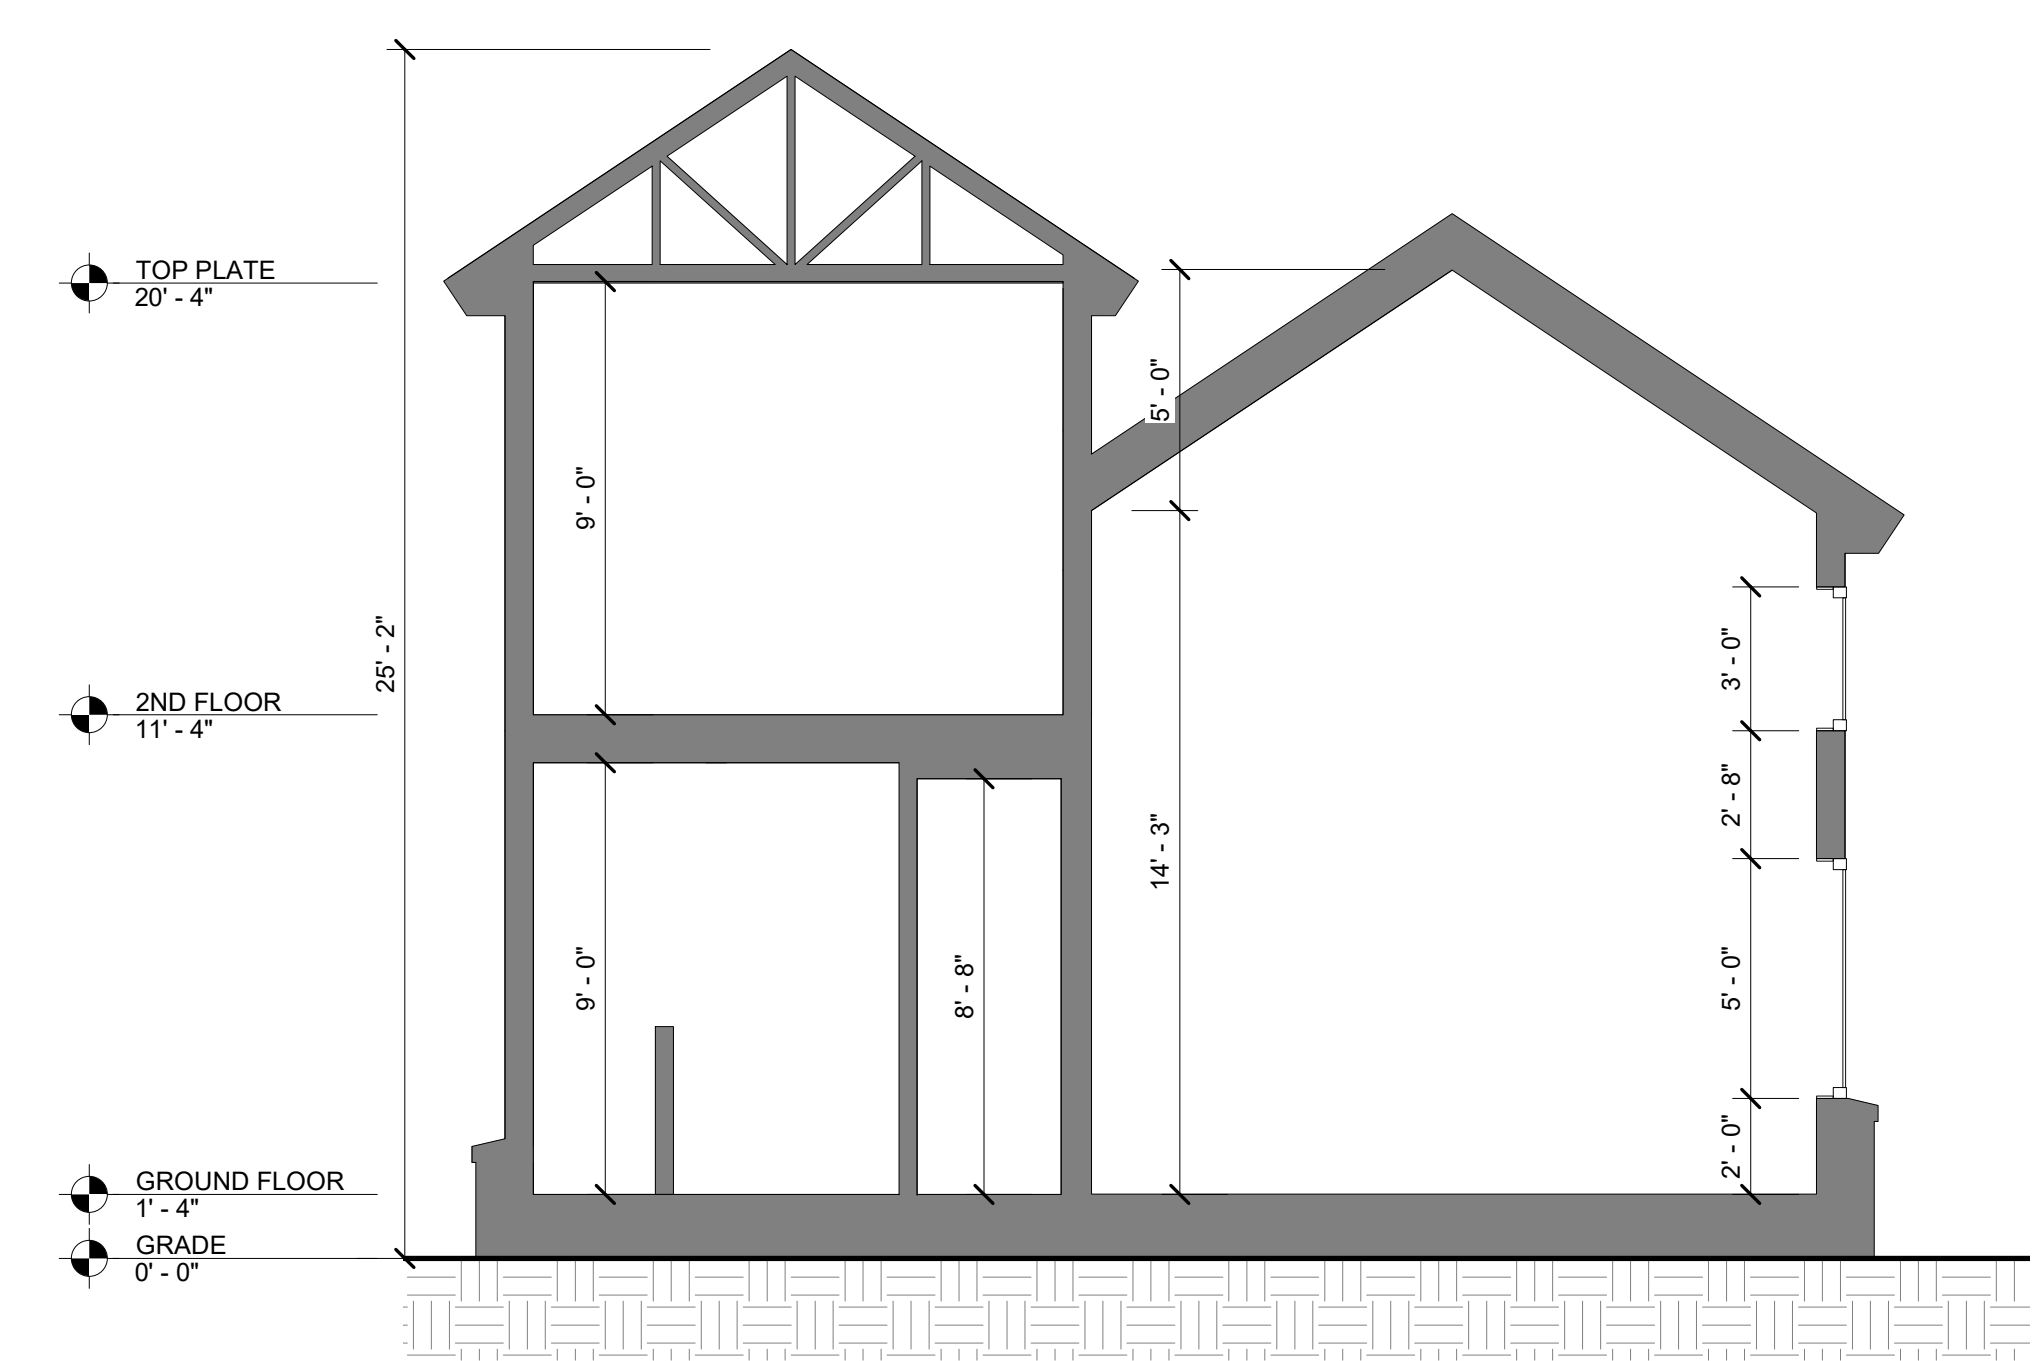 TOP PLATE
20' - 4"
2ND FLOOR
11' - 4"
GROUND FLOOR
1' - 4"
GRADE
0' - 0"
25' - 2"
9' - 0"
9' - 0"
8' - 8"
5' - 0"
14' - 3"
3' - 0"
2' - 8"
5' - 0"
2' - 0"